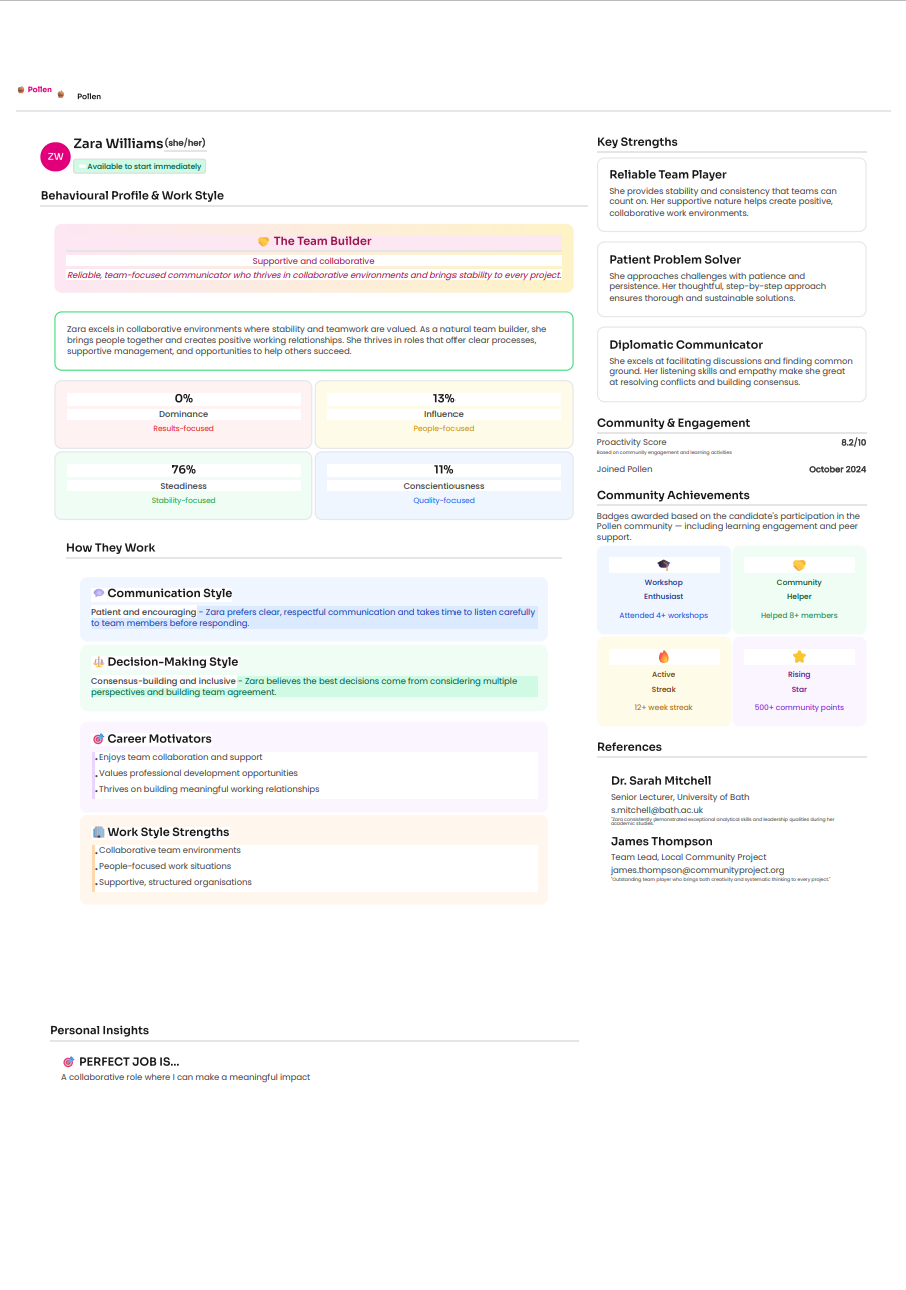 Pollen
Pollen
ZW
Zara Williams (she/her)
Available to start immediately
Behavioural Profile & Work Style
The Team Builder
Supportive and collaborative
Reliable, team-focused communicator who thrives in collaborative environments and brings stability to every project.
Zara excels in collaborative environments where stability and teamwork are valued. As a natural team builder, she
brings people together and creates positive working relationships. She thrives in roles that offer clear processes,
supportive management, and opportunities to help others succeed.
0%
Dominance
Results-focused
13%
Influence
People-focused
76%
Steadiness
Stability-focused
11%
Conscientiousness
Quality-focused
How They Work
Communication Style
Patient and encouraging - Zara prefers clear, respectful communication and takes time to listen carefully
to team members before responding.
Decision-Making Style
Consensus-building and inclusive - Zara believes the best decisions come from considering multiple
perspectives and building team agreement.
Career Motivators
Enjoys team collaboration and support
Values professional development opportunities
Thrives on building meaningful working relationships
Work Style Strengths
Collaborative team environments
People-focused work situations
Supportive, structured organisations
Personal Insights
PERFECT JOB IS...
A collaborative role where I can make a meaningful impact
Key Strengths
Reliable Team Player
She provides stability and consistency that teams can
count on. Her supportive nature helps create positive,
collaborative work environments.
Patient Problem Solver
She approaches challenges with patience and
persistence. Her thoughtful, step-by-step approach
ensures thorough and sustainable solutions.
Diplomatic Communicator
She excels at facilitating discussions and finding common
ground. Her listening skills and empathy make she great
at resolving conflicts and building consensus.
Community & Engagement
Proactivity Score 8.2/10
Based on community engagement and learning activities
Joined Pollen October 2024
Community Achievements
Badges awarded based on the candidate's participation in the
Pollen community — including learning engagement and peer
support.
Workshop
Enthusiast
Attended 4+ workshops
Community
Helper
Helped 8+ members
Active
Streak
12+ week streak
Rising
Star
500+ community points
References
Dr. Sarah Mitchell
Senior Lecturer, University of Bath
s.mitchell@bath.ac.uk
"Zara consistently demonstrated exceptional analytical skills and leadership qualities during her
academic studies."
James Thompson
Team Lead, Local Community Project
james.thompson@communityproject.org
"Outstanding team player who brings both creativity and systematic thinking to every project."